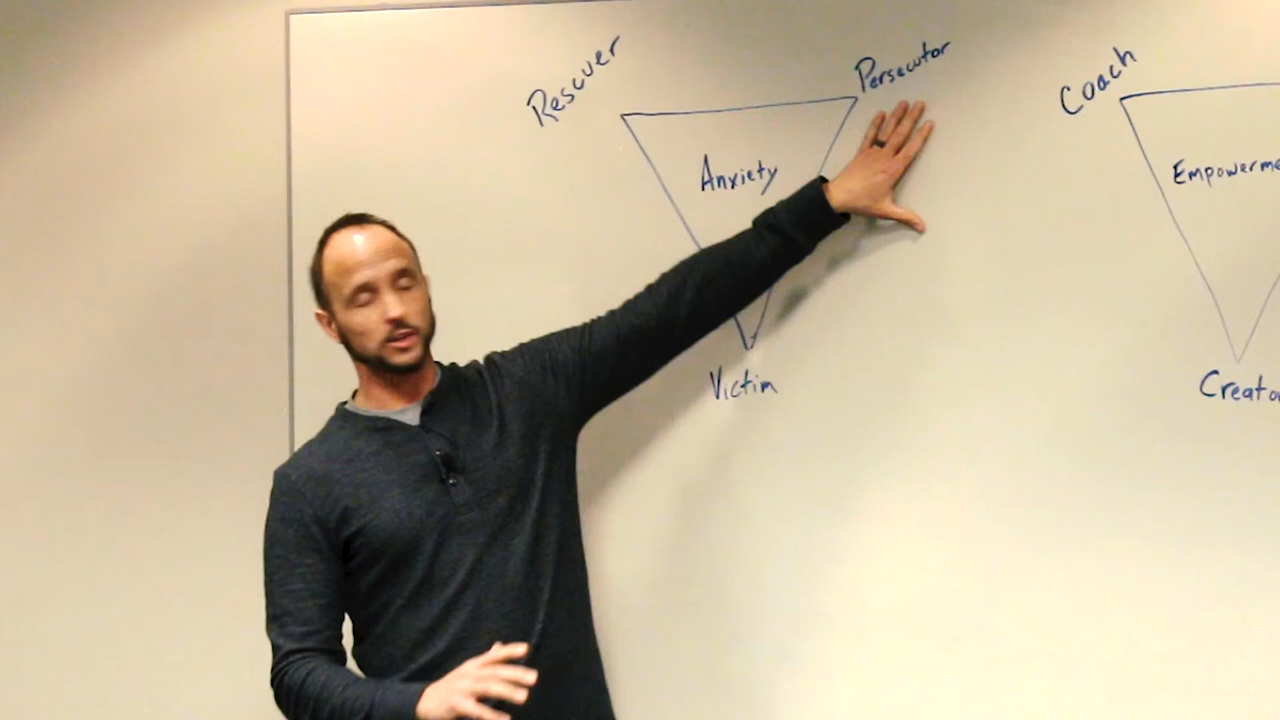 Rescuer
Persecutor
Anxiety
Victim
Coach
Empowerme
Creato